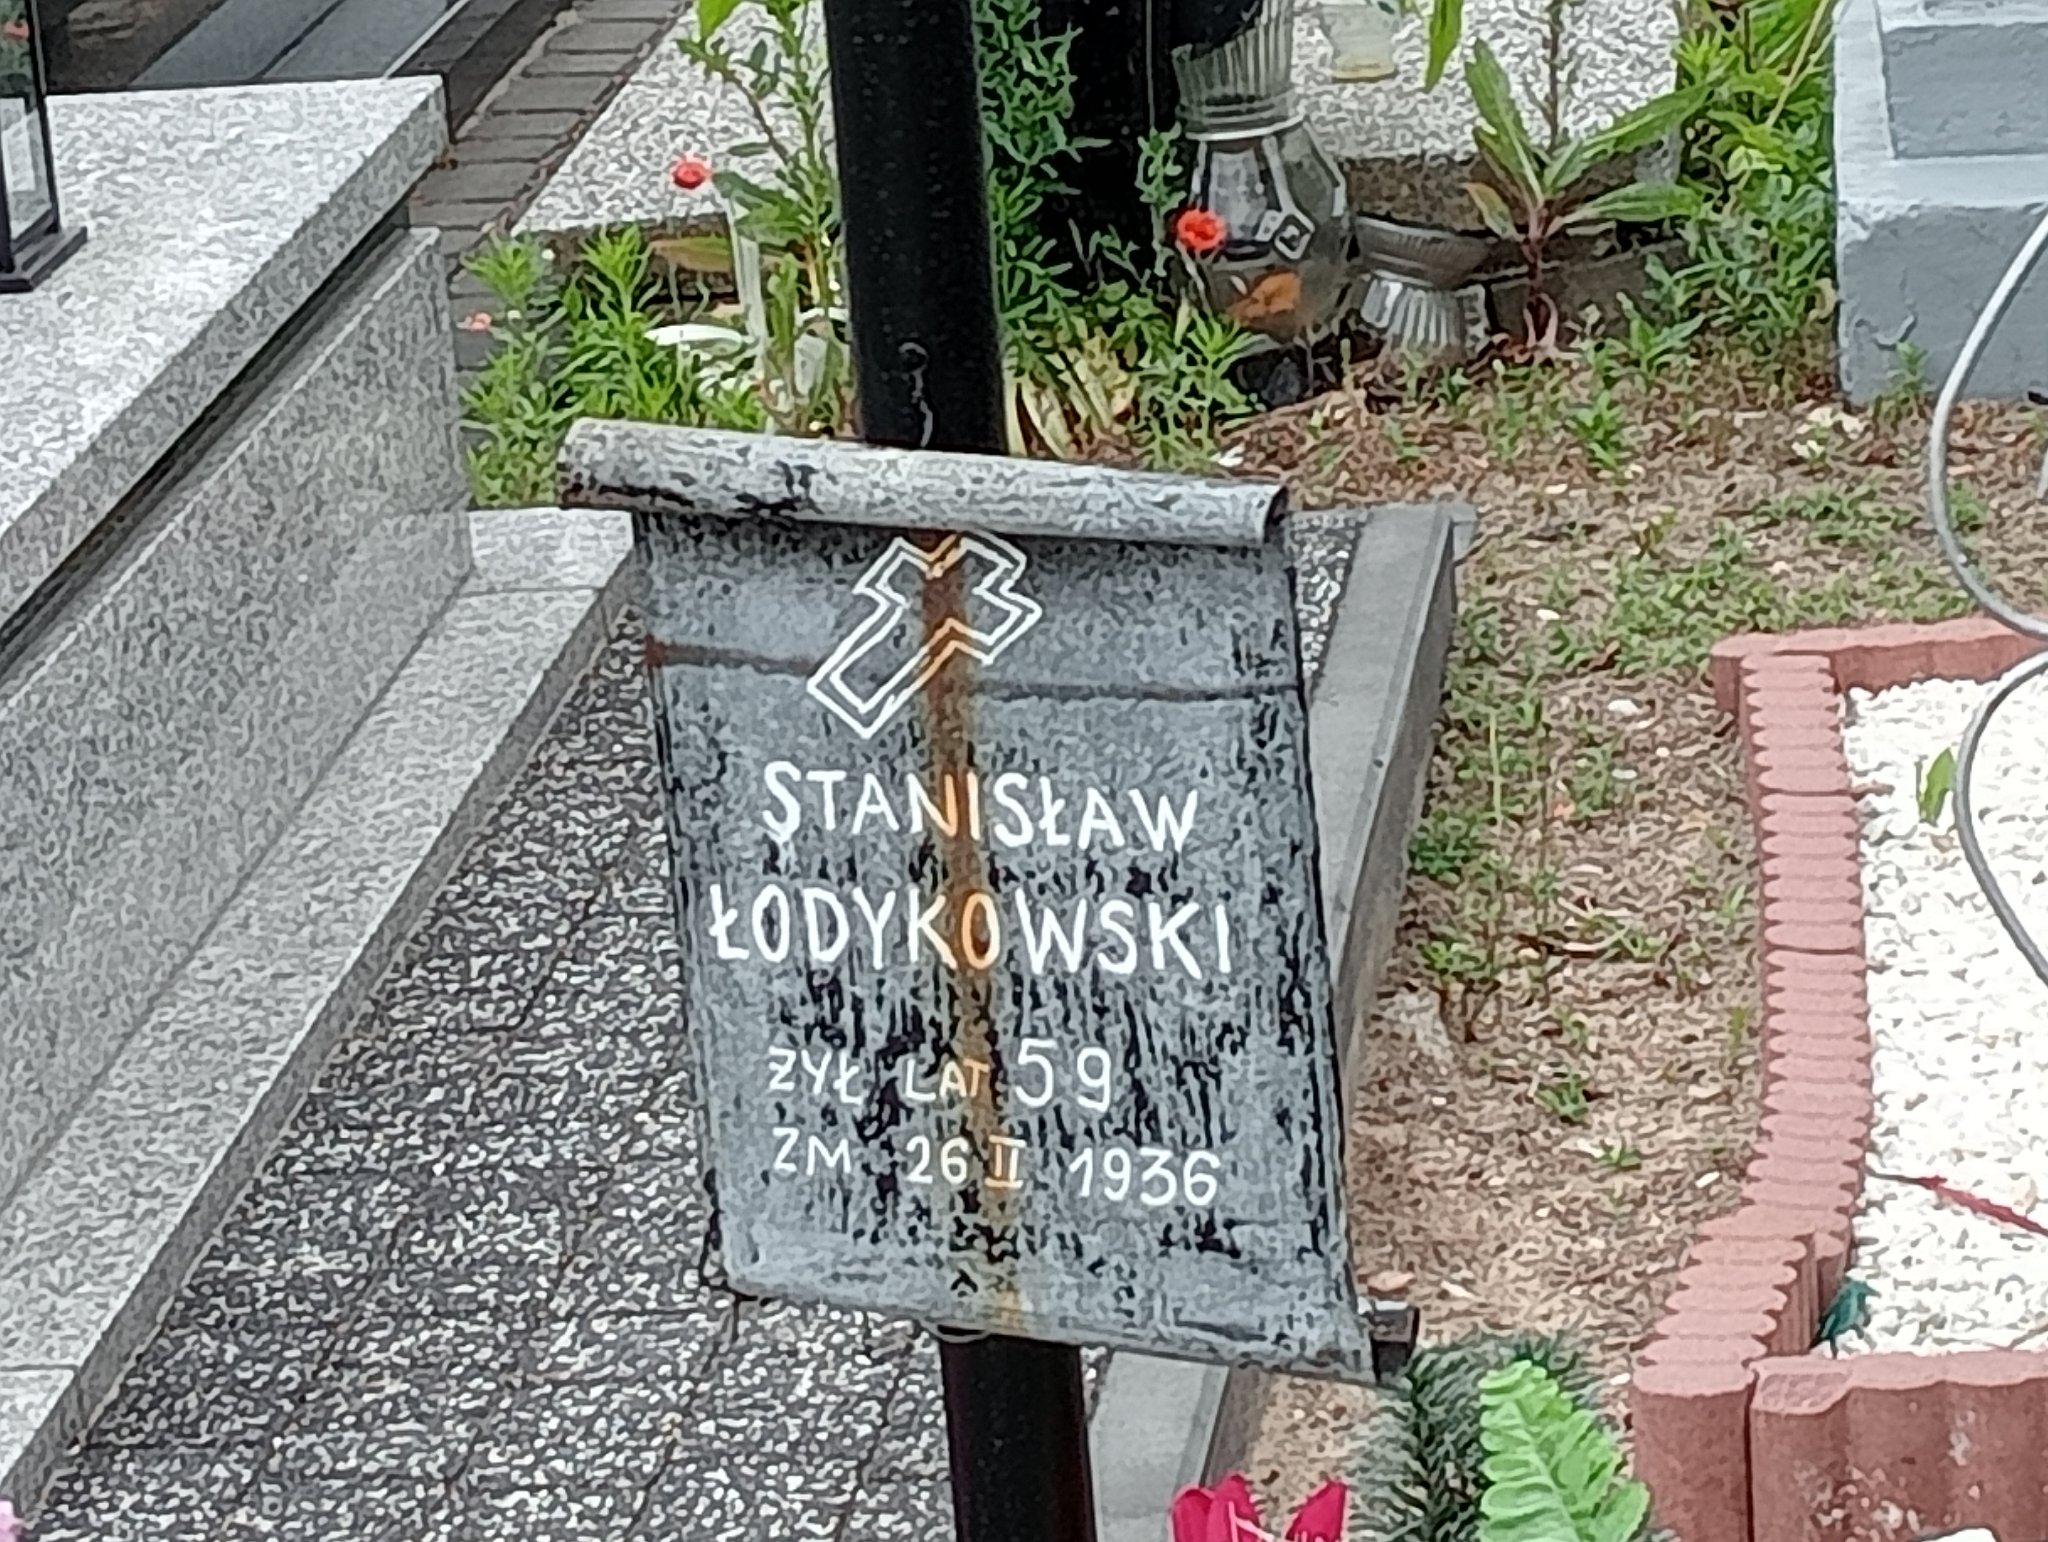 STANISŁAW
ŁODYKOWSKI
ŻYŁ LAT 59
ZM 26 II 1936